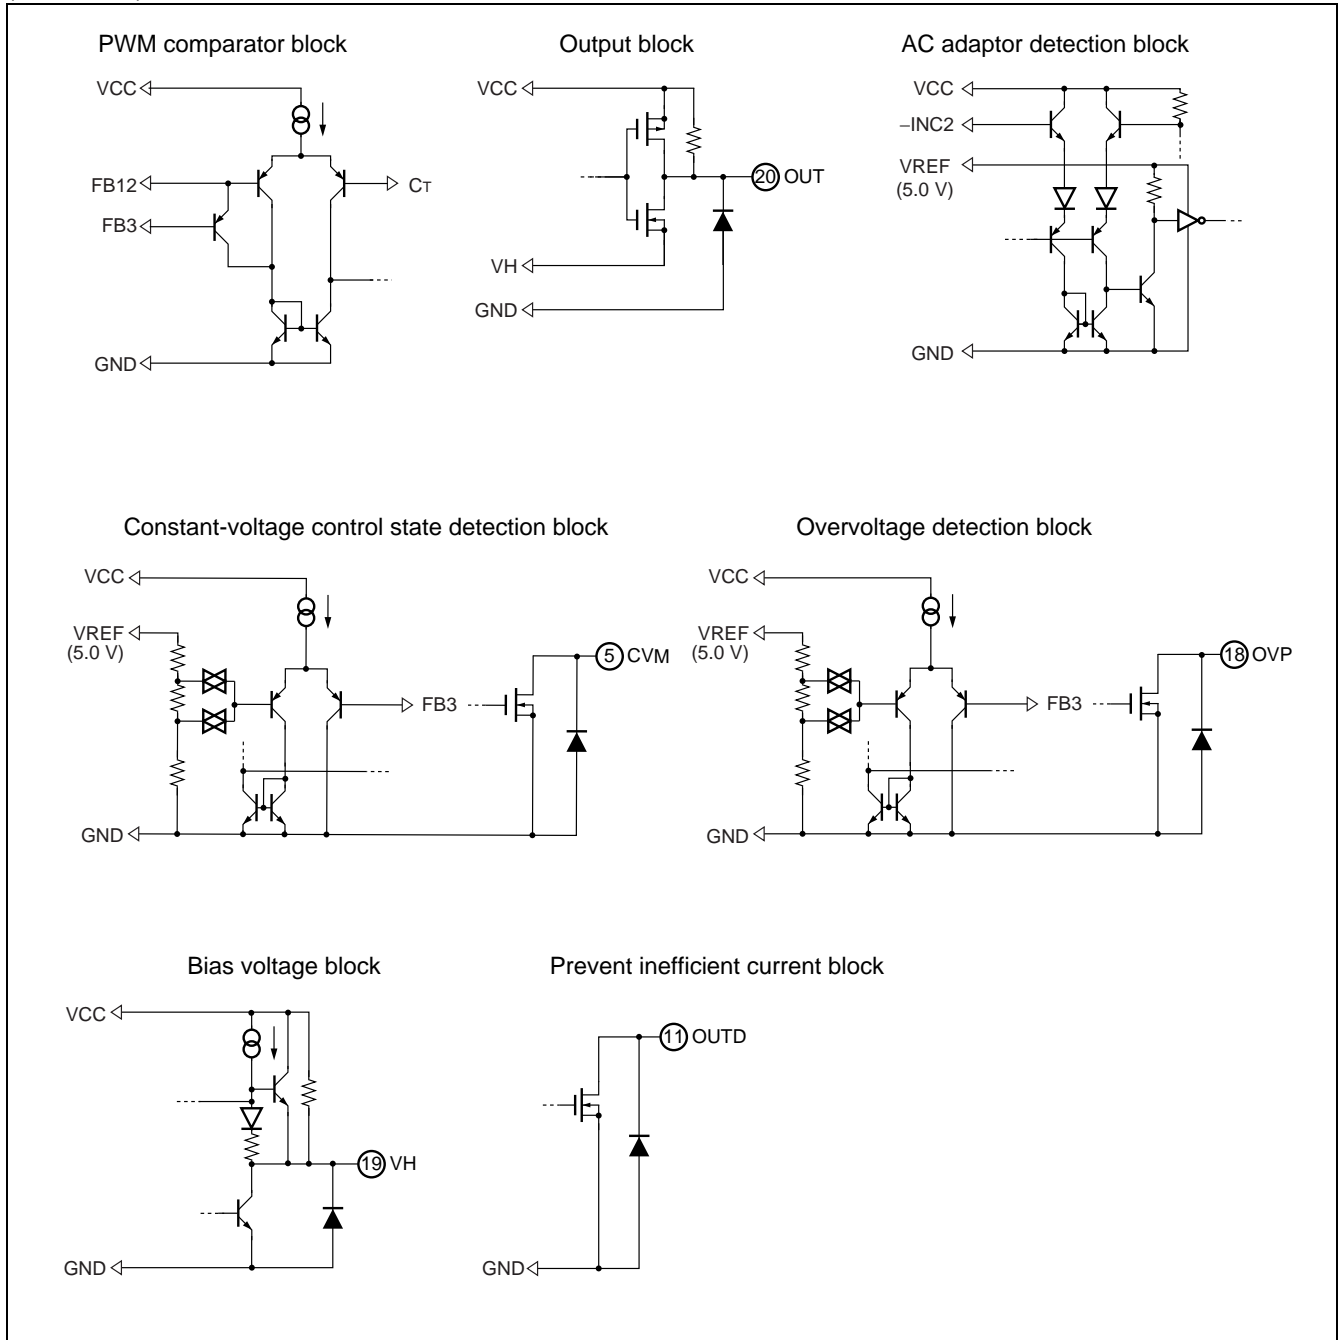 PWM comparator block
VCC
FB12
FB3
CT
GND
Output block
VCC
20 OUT
VH
GND
AC adaptor detection block
VCC
–INC2
VREF
(5.0 V)
GND
Constant-voltage control state detection block
VCC
VREF
(5.0 V)
5 CVM
FB3
GND
Overvoltage detection block
VCC
VREF
(5.0 V)
18 OVP
FB3
GND
Bias voltage block
VCC
19 VH
GND
Prevent inefficient current block
11 OUTD
GND